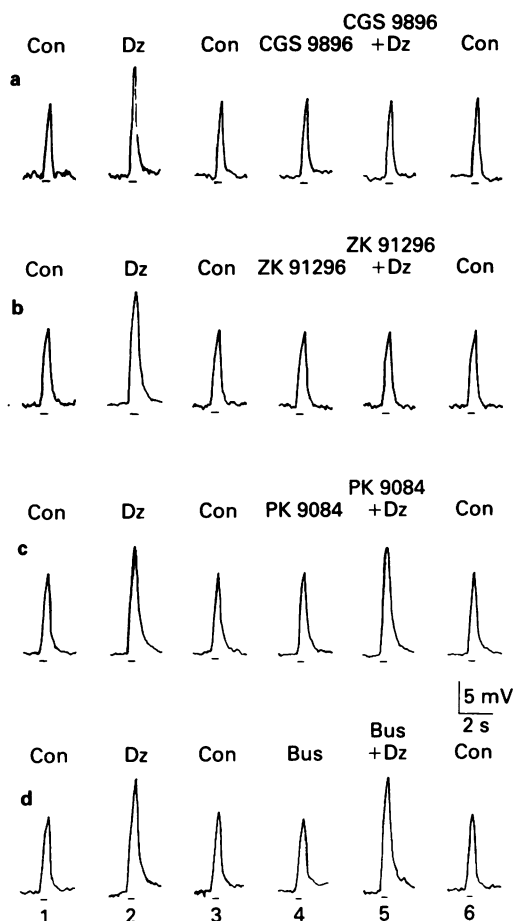 Con Dz Con CGS 9896 CGS 9896 +Dz Con
a
Con Dz Con ZK 91296 ZK 91296 +Dz Con
b
Con Dz Con PK 9084 PK 9084 +Dz Con
c
5 mV
2 s
Con Dz Con Bus Bus +Dz Con
d
1 2 3 4 5 6